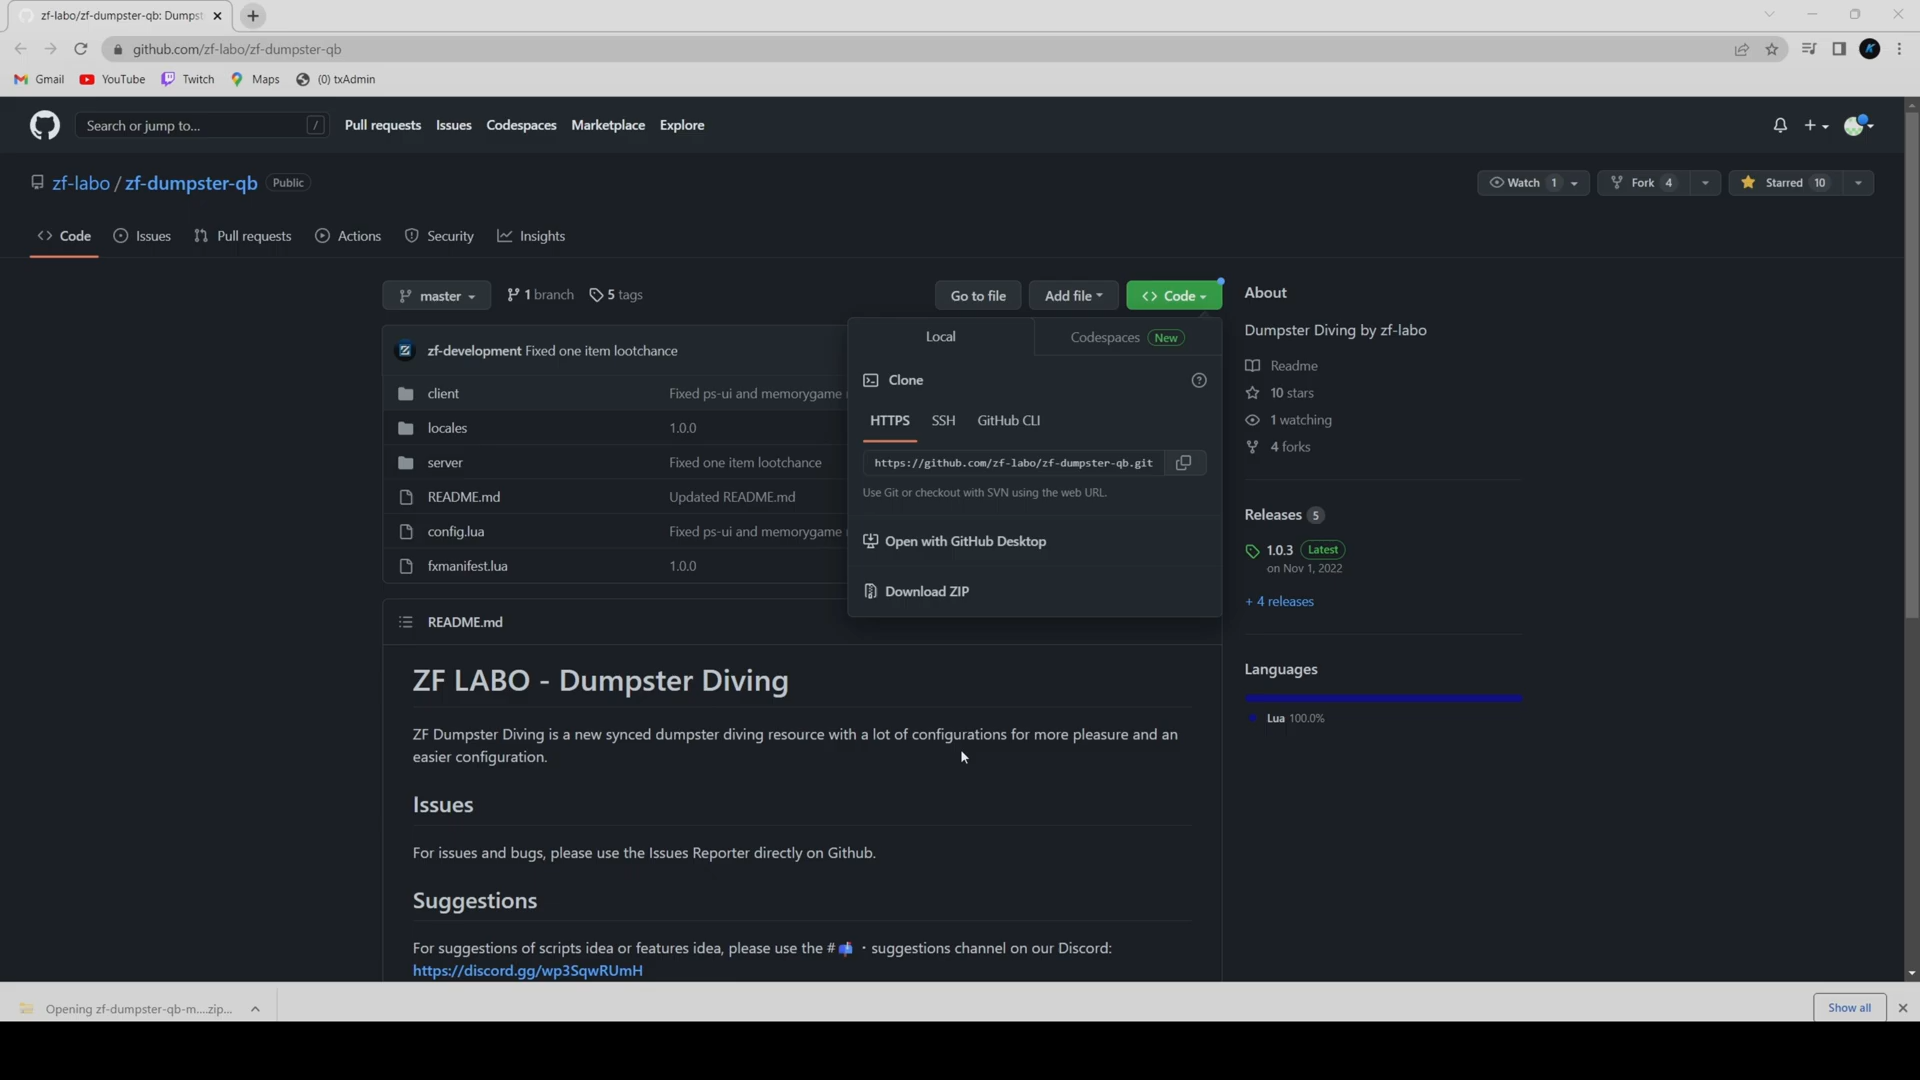 zf-labo/zf-dumpster-qb: Dumpst
github.com/zf-labo/zf-dumpster-qb
K
Gmail YouTube Twitch Maps (0) txAdmin
Search or jump to... / Pull requests Issues Codespaces Marketplace Explore
zf-labo / zf-dumpster-qb Public
Watch 1 Fork 4 Starred 10
Code Issues Pull requests Actions Security Insights
master 1 branch 5 tags Go to file Add file Code
zf-development Fixed one item lootchance
client Fixed ps-ui and memorygame
locales 1.0.0
server Fixed one item lootchance
README.md Updated README.md
config.lua Fixed ps-ui and memorygame
fxmanifest.lua 1.0.0
Local Codespaces New
Clone
HTTPS SSH GitHub CLI
https://github.com/zf-labo/zf-dumpster-qb.git
Use Git or checkout with SVN using the web URL.
Open with GitHub Desktop
Download ZIP
About
Dumpster Diving by zf-labo
Readme
10 stars
1 watching
4 forks
Releases 5
1.0.3 Latest
on Nov 1, 2022
+ 4 releases
Languages
Lua 100.0%
README.md
ZF LABO - Dumpster Diving
ZF Dumpster Diving is a new synced dumpster diving resource with a lot of configurations for more pleasure and an
easier configuration.
Issues
For issues and bugs, please use the Issues Reporter directly on Github.
Suggestions
For suggestions of scripts idea or features idea, please use the #📫・suggestions channel on our Discord:
https://discord.gg/wp3SqwRUmH
Opening zf-dumpster-qb-m....zip... Show all